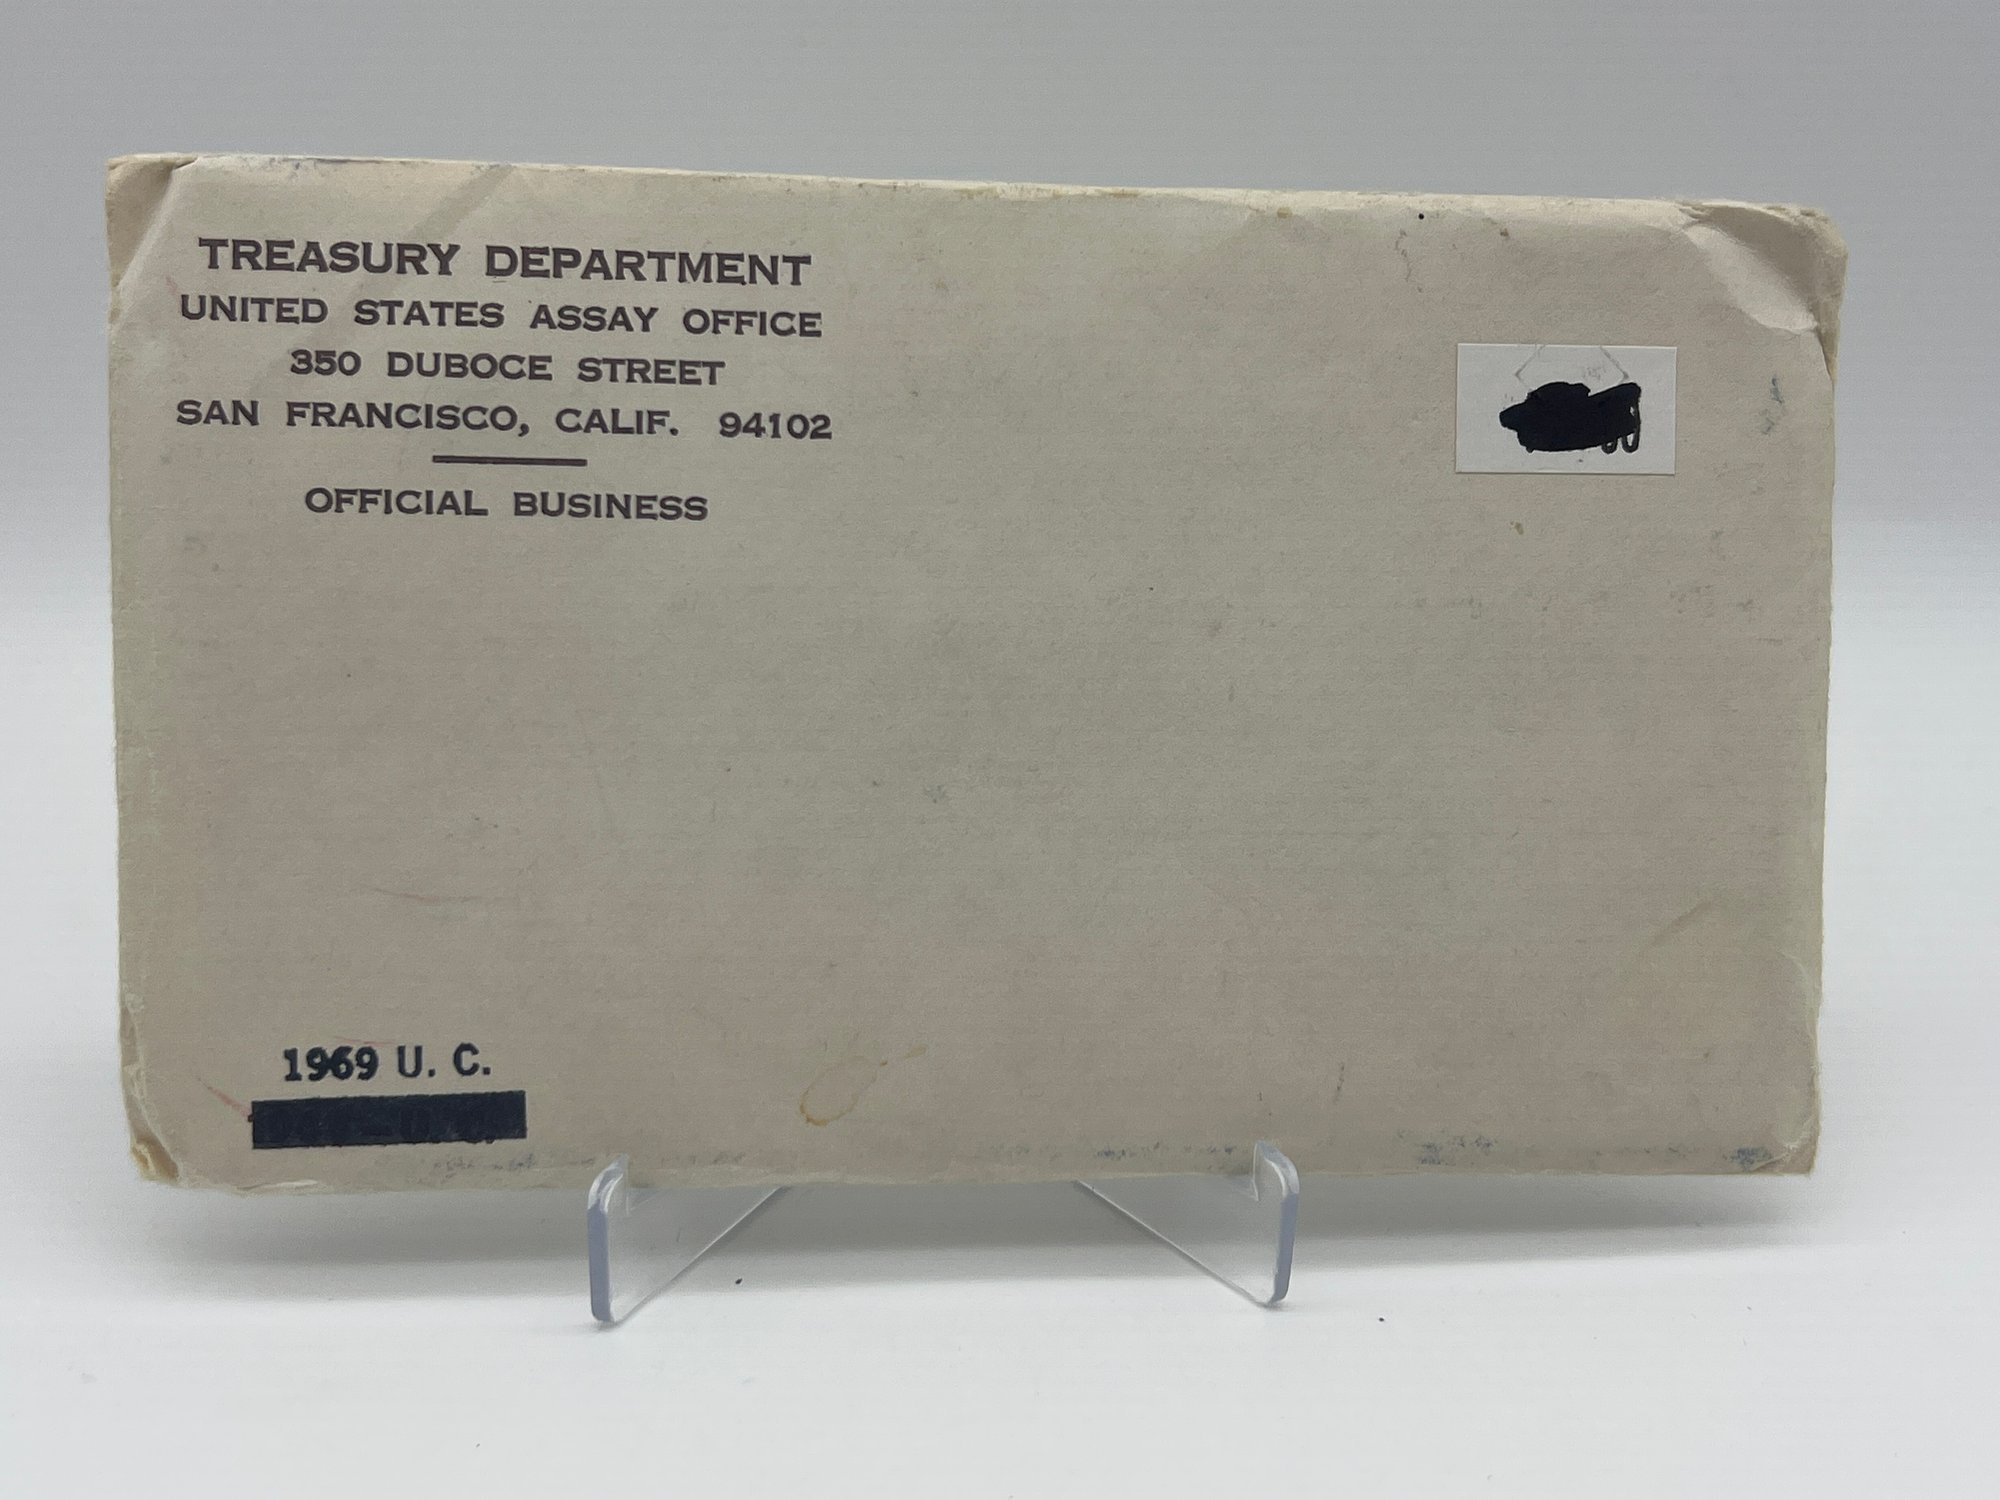 TREASURY DEPARTMENT
UNITED STATES ASSAY OFFICE
350 DUBOCE STREET
SAN FRANCISCO, CALIF. 94102
OFFICIAL BUSINESS
1969 U. C.